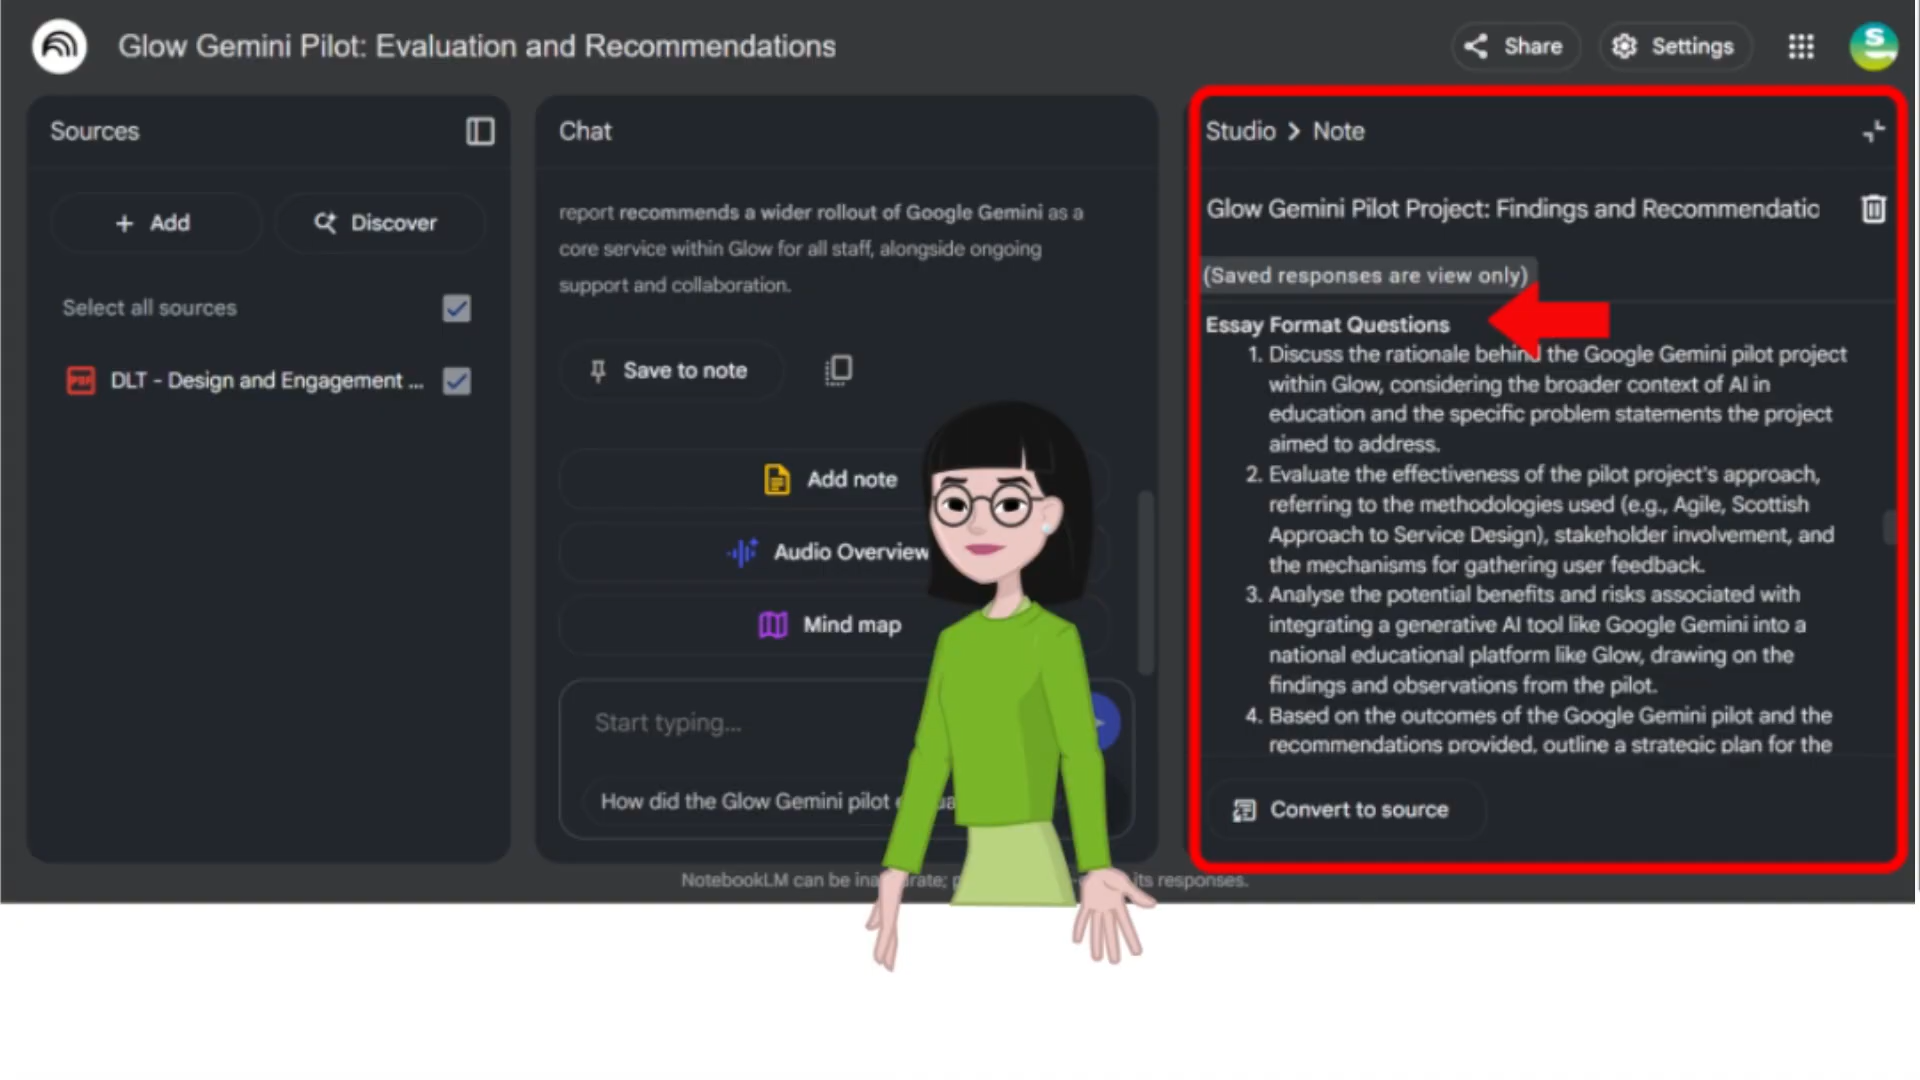 Glow Gemini Pilot: Evaluation and Recommendations
Share
Settings
Sources
Add
Discover
Select all sources
PDF
DLT - Design and Engagement ...
Chat
report recommends a wider rollout of Google Gemini as a
core service within Glow for all staff, alongside ongoing
support and collaboration.
Save to note
Add note
Audio Overview
Mind map
Start typing...
How did the Glow Gemini pilot
NotebookLM can be its responses.
Studio > Note
Glow Gemini Pilot Project: Findings and Recommendatio
(Saved responses are view only)
Essay Format Questions
1. Discuss the rationale behind the Google Gemini pilot project
within Glow, considering the broader context of AI in
education and the specific problem statements the project
aimed to address.
2. Evaluate the effectiveness of the pilot project's approach,
referring to the methodologies used (e.g., Agile, Scottish
Approach to Service Design), stakeholder involvement, and
the mechanisms for gathering user feedback.
3. Analyse the potential benefits and risks associated with
integrating a generative AI tool like Google Gemini into a
national educational platform like Glow, drawing on the
findings and observations from the pilot.
4. Based on the outcomes of the Google Gemini pilot and the
recommendations provided, outline a strategic plan for the
Convert to source